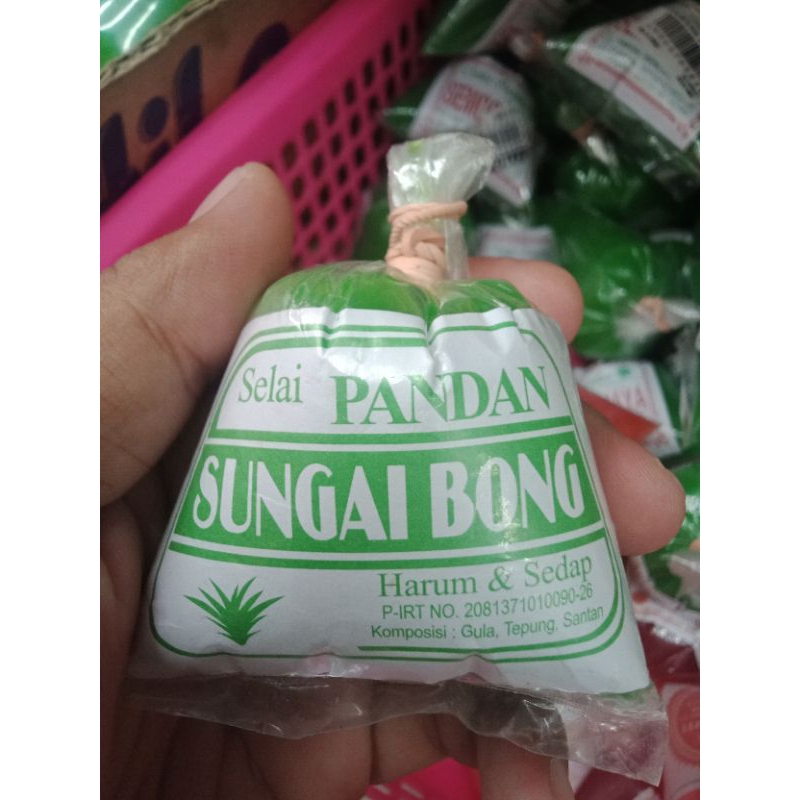 Selai PANDAN
SUNGAI BONG
Harum & Sedap
P-IRT NO. 2081371010090-26
Komposisi : Gula, Tepung, Santan